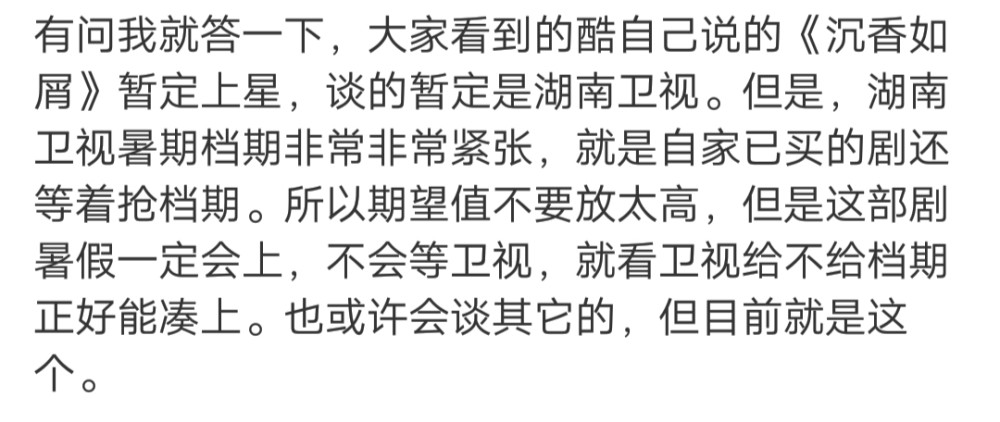 有问我就答一下，大家看到的酷自己说的《沉香如
屑》暂定上星，谈的暂定是湖南卫视。但是，湖南
卫视暑期档期非常非常紧张，就是自家已买的剧还
等着抢档期。所以期望值不要放太高，但是这部剧
暑假一定会上，不会等卫视，就看卫视给不给档期
正好能凑上。也或许会谈其它的，但目前就是这
个。